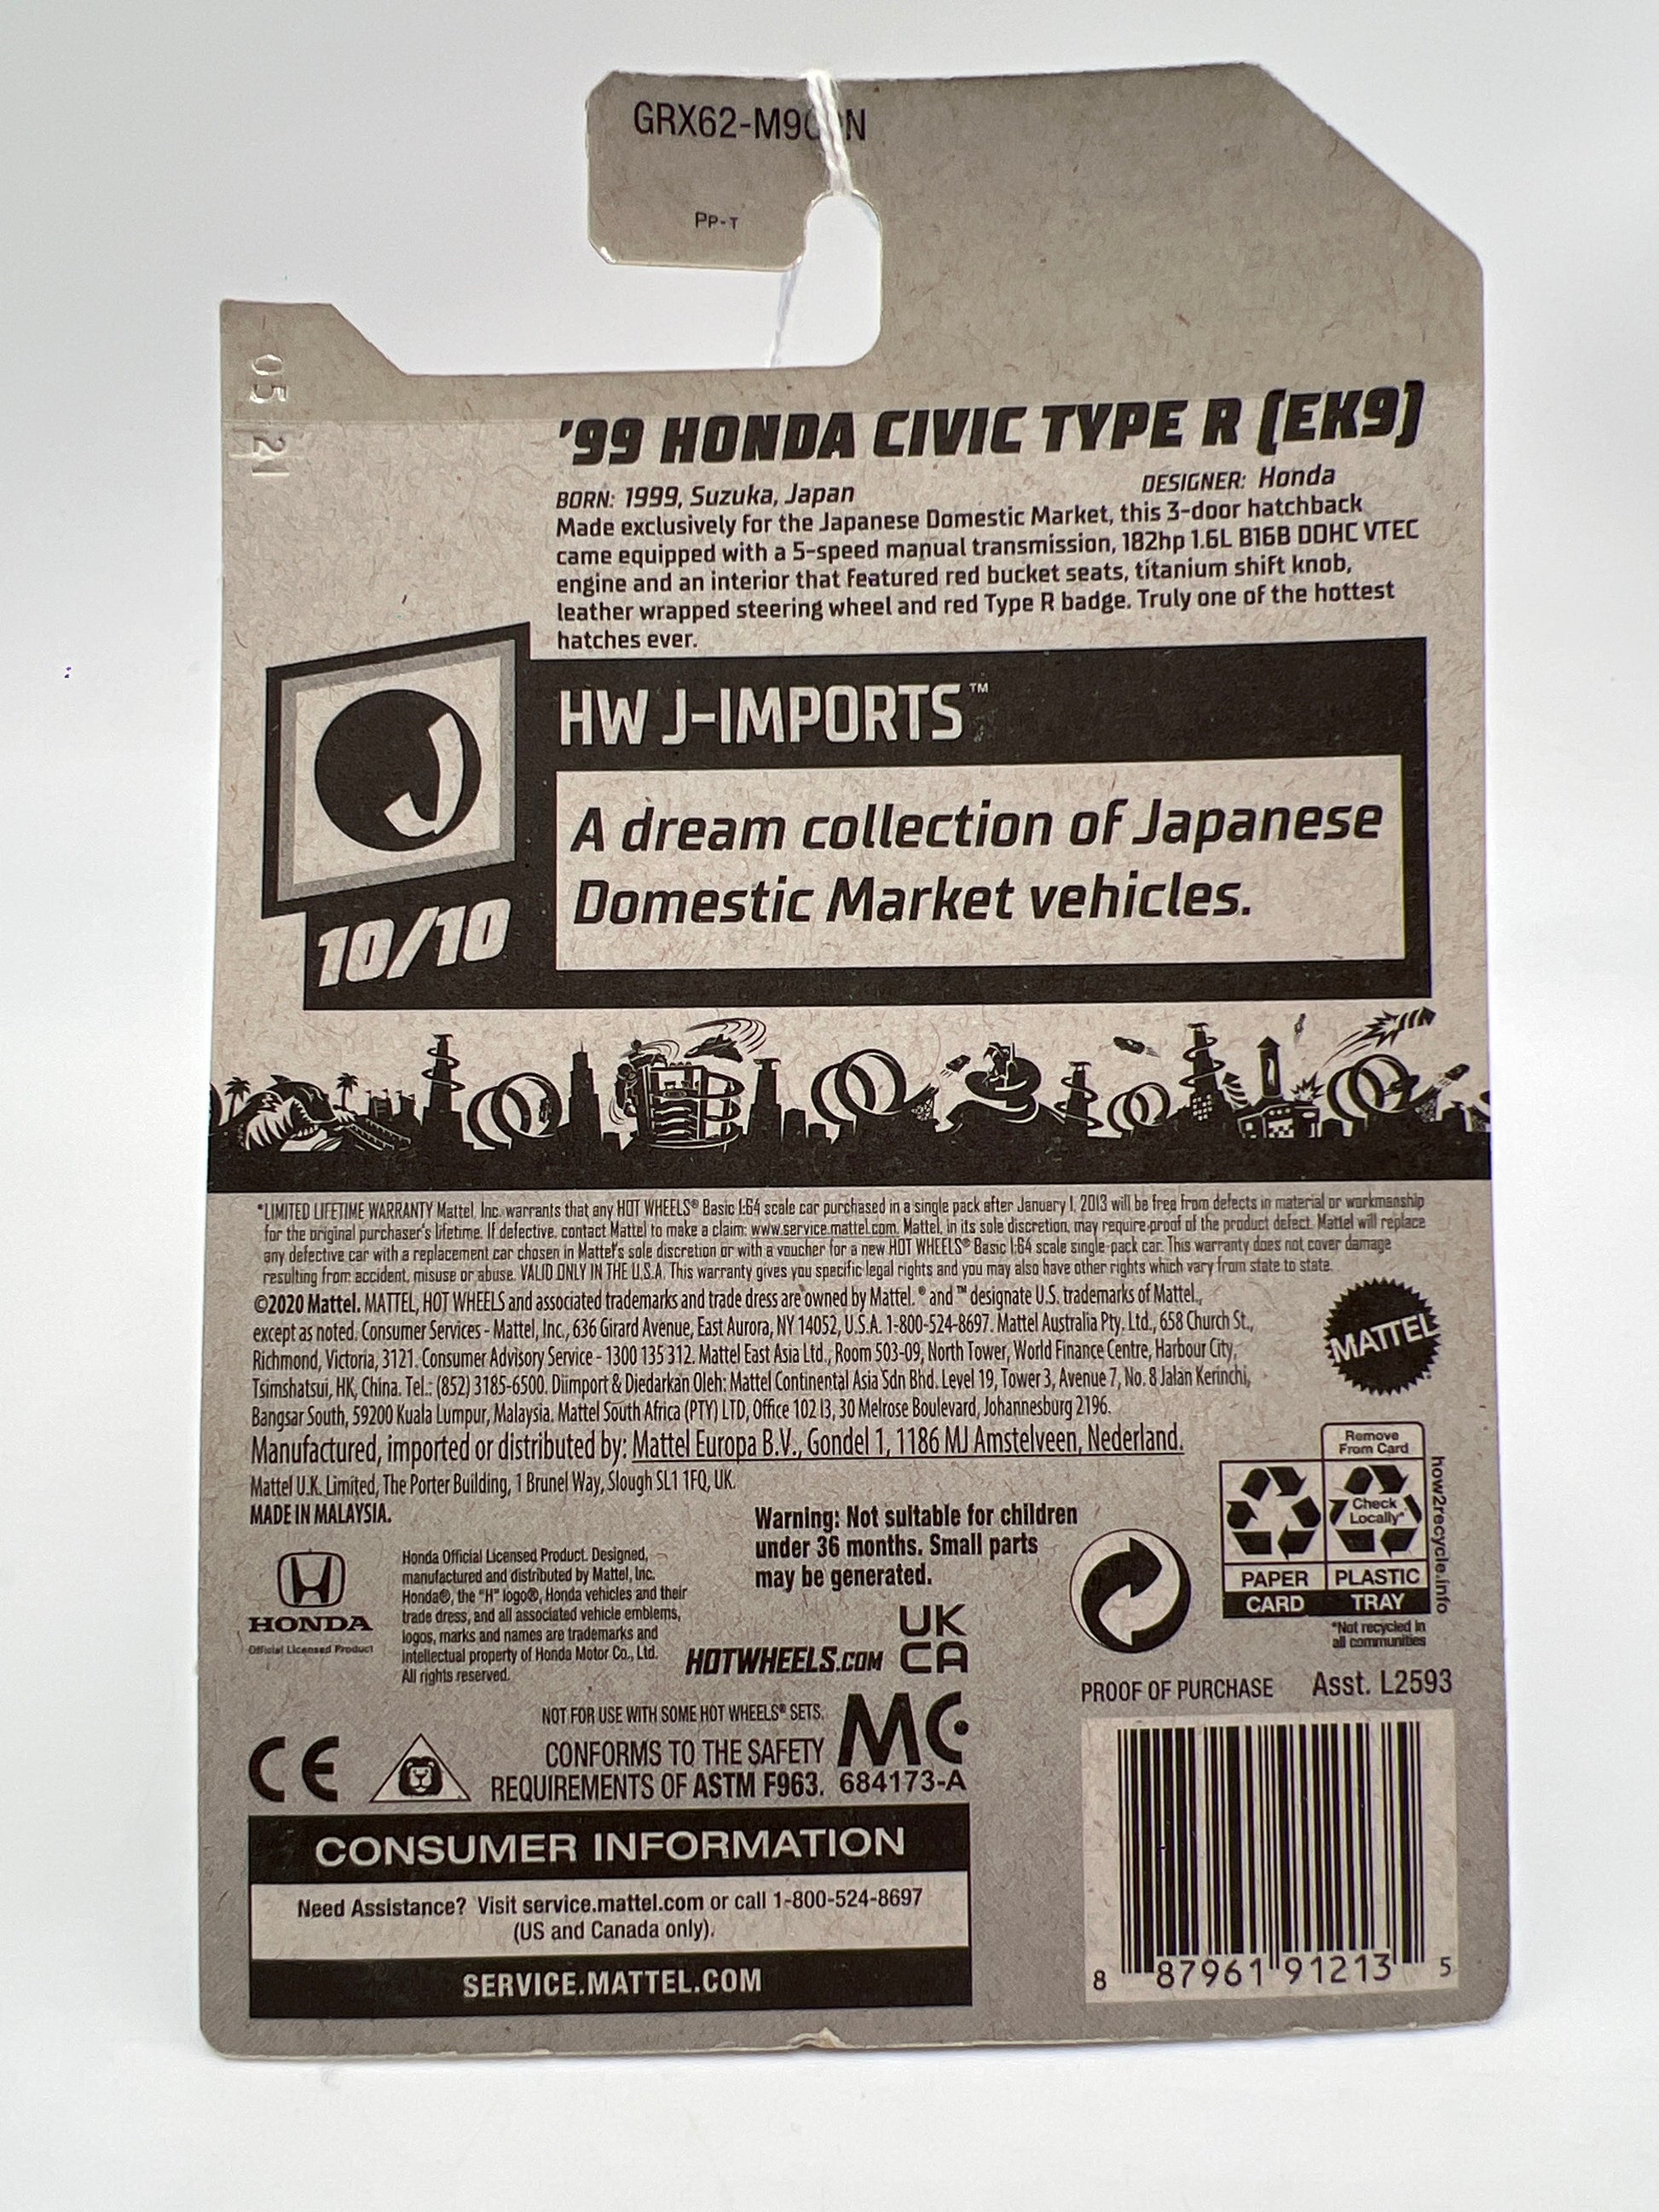 GRX62-M9
PP-T
05 21
'99 HONDA CIVIC TYPE R (EK9)
BORN: 1999, Suzuka, Japan DESIGNER: Honda
Made exclusively for the Japanese Domestic Market, this 3-door hatchback
came equipped with a 5-speed manual transmission, 182hp 1.6L B16B DOHC VTEC
engine and an interior that featured red bucket seats, titanium shift knob,
leather wrapped steering wheel and red Type R badge. Truly one of the hottest
hatches ever.
J
HW J-IMPORTS™
A dream collection of Japanese
Domestic Market vehicles.
10/10
*LIMITED LIFETIME WARRANTY Mattel, Inc. warrants that any HOT WHEELS® Basic 1:64 scale car purchased in a single pack after January 1, 2013 will be free from defects in material or workmanship
for the original purchaser's lifetime. If defective, contact Mattel to make a claim: www.service.mattel.com. Mattel, in its sole discretion, may require proof of the product defect. Mattel will replace
any defective car with a replacement car chosen in Mattel's sole discretion or with a voucher for a new HOT WHEELS® Basic 1:64 scale single-pack car. This warranty does not cover damage
resulting from accident, misuse or abuse. VALID ONLY IN THE U.S.A. This warranty gives you specific legal rights and you may also have other rights which vary from state to state.
©2020 Mattel. MATTEL, HOT WHEELS and associated trademarks and trade dress are owned by Mattel. ® and ™ designate U.S. trademarks of Mattel,
except as noted. Consumer Services - Mattel, Inc., 636 Girard Avenue, East Aurora, NY 14052, U.S.A. 1-800-524-8697. Mattel Australia Pty. Ltd., 658 Church St.,
Richmond, Victoria, 3121. Consumer Advisory Service - 1300 135 312. Mattel East Asia Ltd., Room 503-09, North Tower, World Finance Centre, Harbour City,
Tsimshatsui, HK, China. Tel.: (852) 3185-6500. Diimport & Diedarkan Oleh: Mattel Continental Asia Sdn Bhd. Level 19, Tower 3, Avenue 7, No. 8 Jalan Kerinchi,
Bangsar South, 59200 Kuala Lumpur, Malaysia. Mattel South Africa (PTY) LTD, Office 102 I3, 30 Melrose Boulevard, Johannesburg 2196.
Manufactured, imported or distributed by: Mattel Europa B.V., Gondel 1, 1186 MJ Amstelveen, Nederland.
Mattel U.K. Limited, The Porter Building, 1 Brunel Way, Slough SL1 1FQ, UK.
MADE IN MALAYSIA.
MATTEL
Remove
From Card
Check
Locally*
PAPER
CARD
PLASTIC
TRAY
*Not recycled in
all communities
how2recycle.info
Warning: Not suitable for children
under 36 months. Small parts
may be generated.
HONDA
Official Licensed Product
Honda Official Licensed Product. Designed,
manufactured and distributed by Mattel, Inc.
Honda®, the "H" logo®, Honda vehicles and their
trade dress, and all associated vehicle emblems,
logos, marks and names are trademarks and
intellectual property of Honda Motor Co., Ltd.
All rights reserved.
HOTWHEELS.COM
UK
CA
PROOF OF PURCHASE Asst. L2593
CE
NOT FOR USE WITH SOME HOT WHEELS® SETS.
CONFORMS TO THE SAFETY
REQUIREMENTS OF ASTM F963.
MC
684173-A
CONSUMER INFORMATION
Need Assistance? Visit service.mattel.com or call 1-800-524-8697
(US and Canada only).
SERVICE.MATTEL.COM
8 87961 91213 5